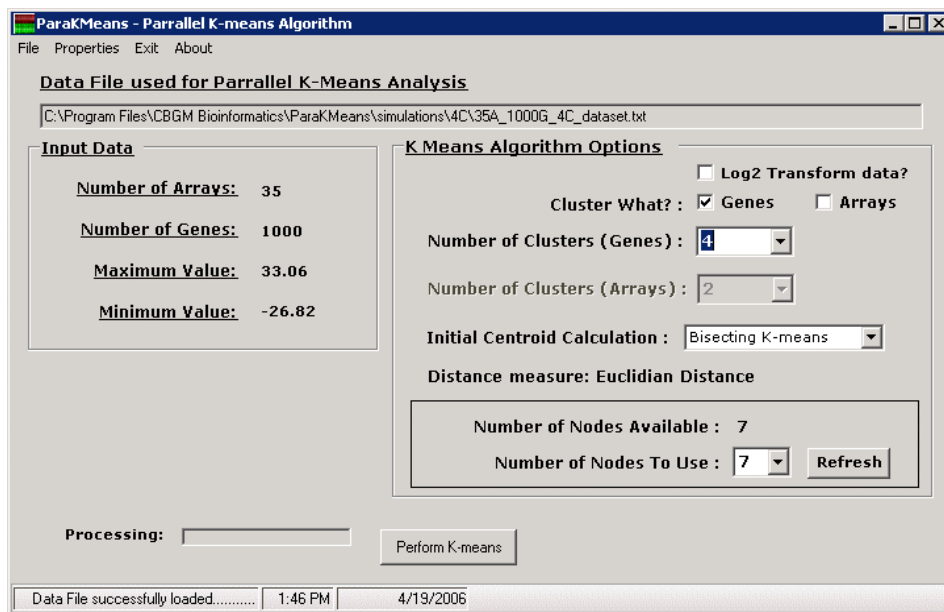 ParaKMeans - Parrallel K-means Algorithm
File Properties Exit About
Data File used for Parrallel K-Means Analysis
C:\Program Files\CBGM Bioinformatics\ParaKMeans\simulations\4C\35A_1000G_4C_dataset.txt
Input Data
Number of Arrays: 35
Number of Genes: 1000
Maximum Value: 33.06
Minimum Value: -26.82
K Means Algorithm Options
Log2 Transform data?
Cluster What? : Genes Arrays
Number of Clusters (Genes) : 4
Number of Clusters (Arrays) : 2
Initial Centroid Calculation : Bisecting K-means
Distance measure: Euclidian Distance
Number of Nodes Available : 7
Number of Nodes To Use : 7 Refresh
Processing:
Perform K-means
Data File successfully loaded........... 1:46 PM 4/19/2006